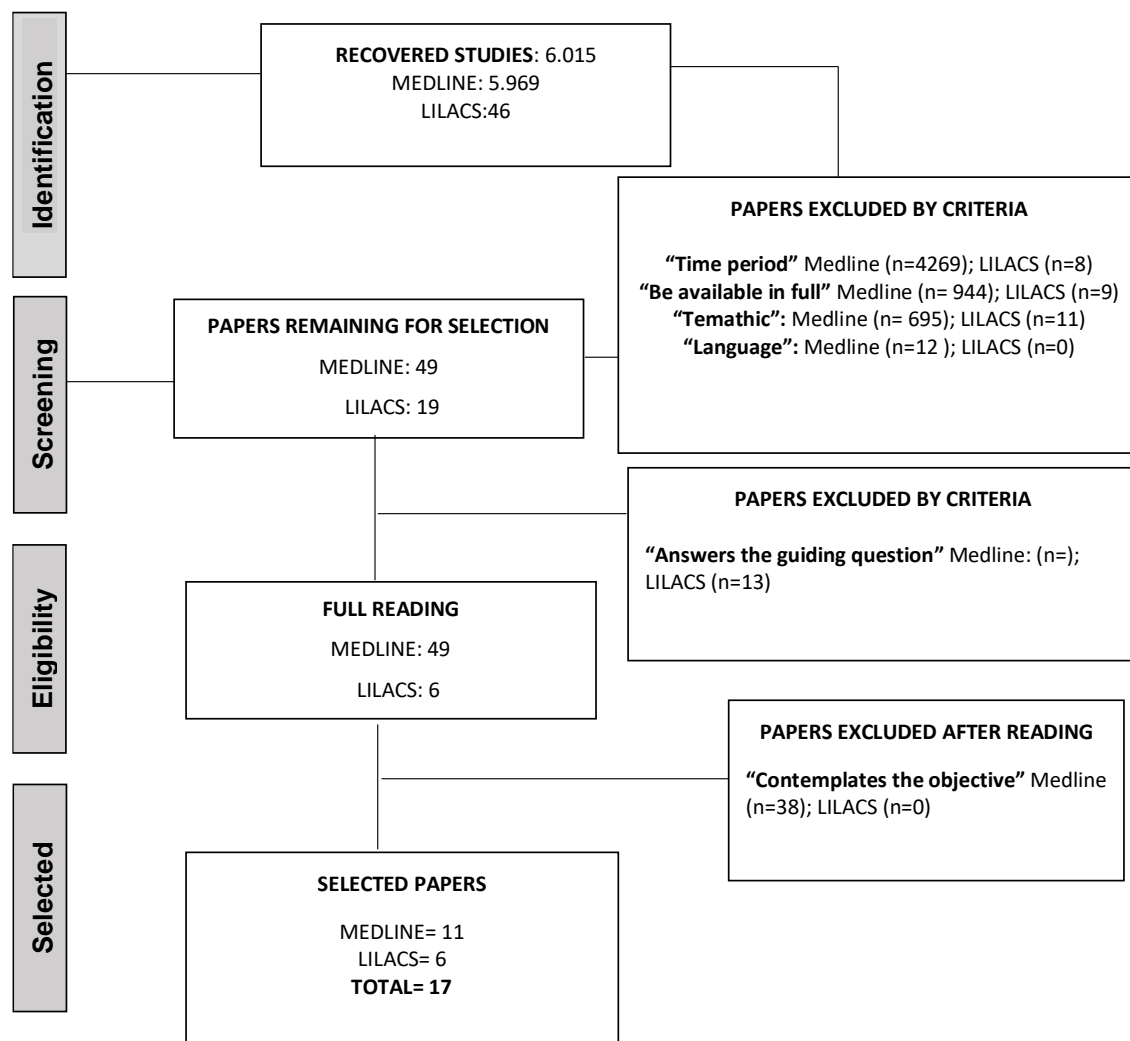 Identification
RECOVERED STUDIES: 6.015
MEDLINE: 5.969
LILACS:46
PAPERS EXCLUDED BY CRITERIA
“Time period” Medline (n=4269); LILACS (n=8)
“Be available in full” Medline (n= 944); LILACS (n=9)
“Temathic”: Medline (n= 695); LILACS (n=11)
“Language”: Medline (n=12 ); LILACS (n=0)
Screening
PAPERS REMAINING FOR SELECTION
MEDLINE: 49
LILACS: 19
PAPERS EXCLUDED BY CRITERIA
“Answers the guiding question” Medline: (n=);
LILACS (n=13)
Eligibility
FULL READING
MEDLINE: 49
LILACS: 6
PAPERS EXCLUDED AFTER READING
“Contemplates the objective” Medline
(n=38); LILACS (n=0)
Selected
SELECTED PAPERS
MEDLINE= 11
LILACS= 6
TOTAL= 17